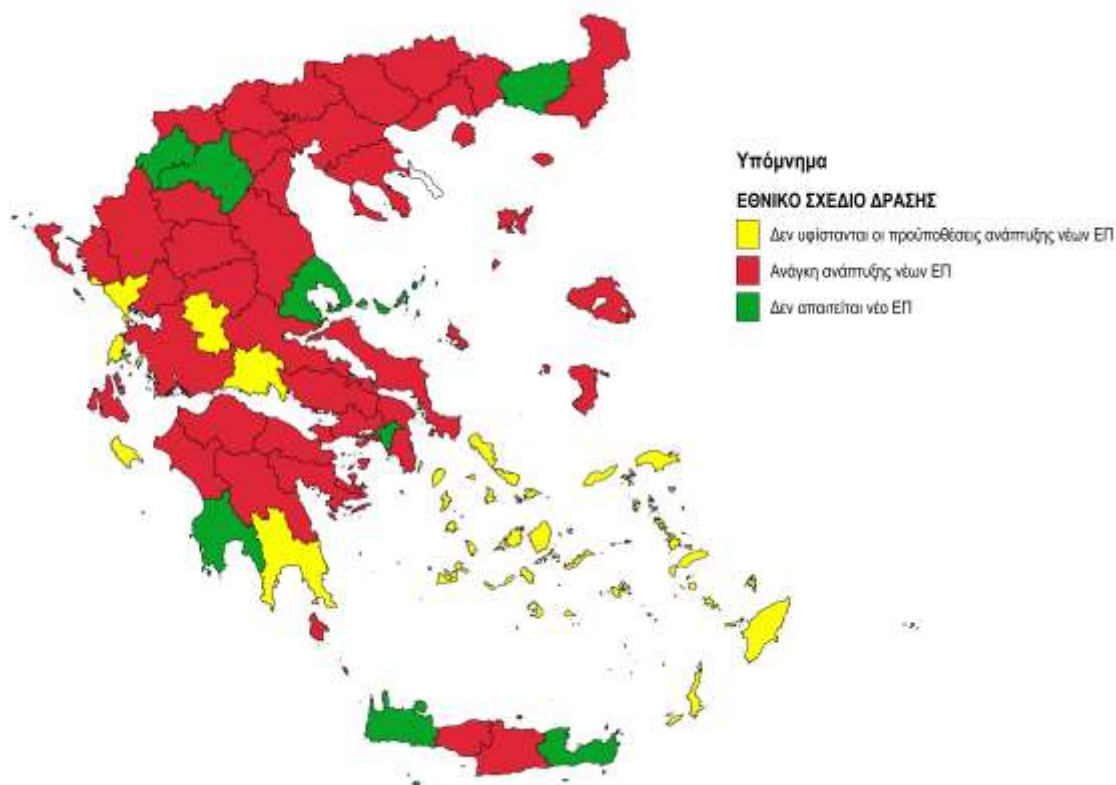 Υπόμνημα
ΕΘΝΙΚΟ ΣΧΕΔΙΟ ΔΡΑΣΗΣ
Δεν υφίστανται οι προϋποθέσεις ανάπτυξης νέων ΕΠ
Ανάγκη ανάπτυξης νέων ΕΠ
Δεν απαιτείται νέο ΕΠ